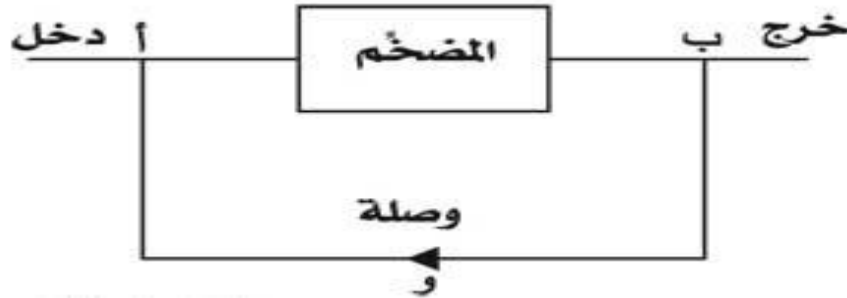 دخل
أ
المضخِّم
ب
خرج
وصلة
و